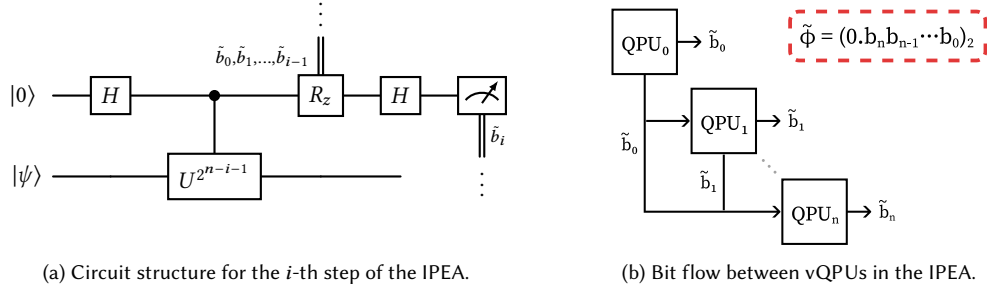 b̃₀,b̃₁,...,b̃ᵢ₋₁
|0⟩ H R_z H
b̃ᵢ
|ψ⟩ U^{2^{n-i-1}}
(a) Circuit structure for the i-th step of the IPEA.
QPU₀ b̃₀
ϕ̃ = (0.bₙbₙ₋₁···b₀)₂
b̃₀
QPU₁ b̃₁
b̃₁
QPUₙ b̃ₙ
(b) Bit flow between vQPUs in the IPEA.